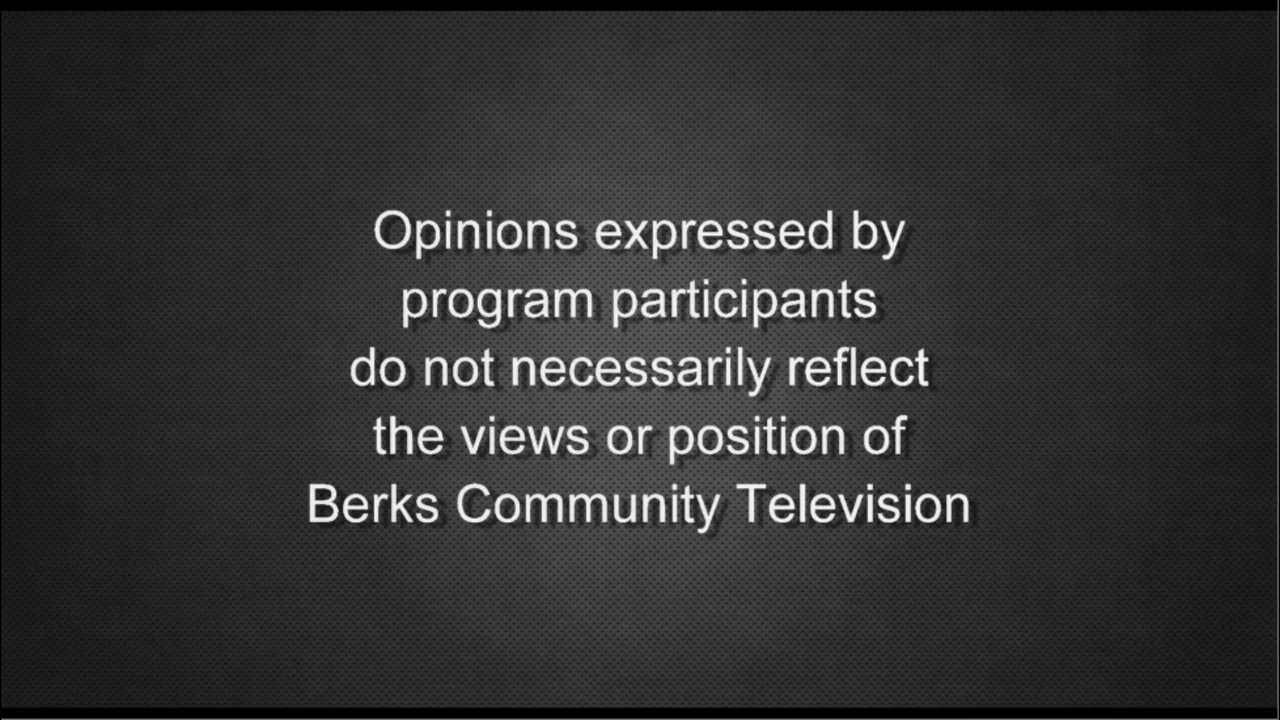 Opinions expressed by
program participants
do not necessarily reflect
the views or position of
Berks Community Television